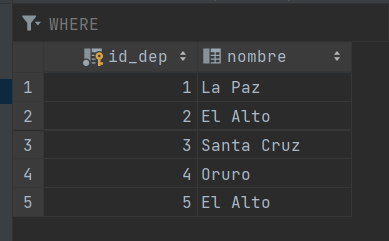 WHERE
id_dep nombre
1 1 La Paz
2 2 El Alto
3 3 Santa Cruz
4 4 Oruro
5 5 El Alto